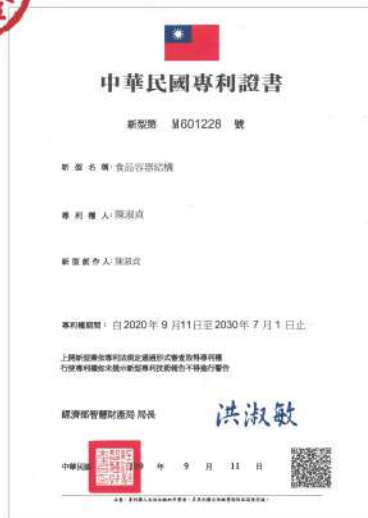 中華民國專利證書
新型第 M601228 號
新型名稱：食品容器結構
專利權人：陳淑貞
新型創作人：陳淑貞
專利權期間：自2020年9月11日至2030年7月1日止
上開新型業依專利法規定通過形式審查取得專利權
行使專利權如未提示新型專利技術報告不得進行警告
經濟部智慧財產局 局長
洪淑敏
中華民國 109 年 9 月 11 日